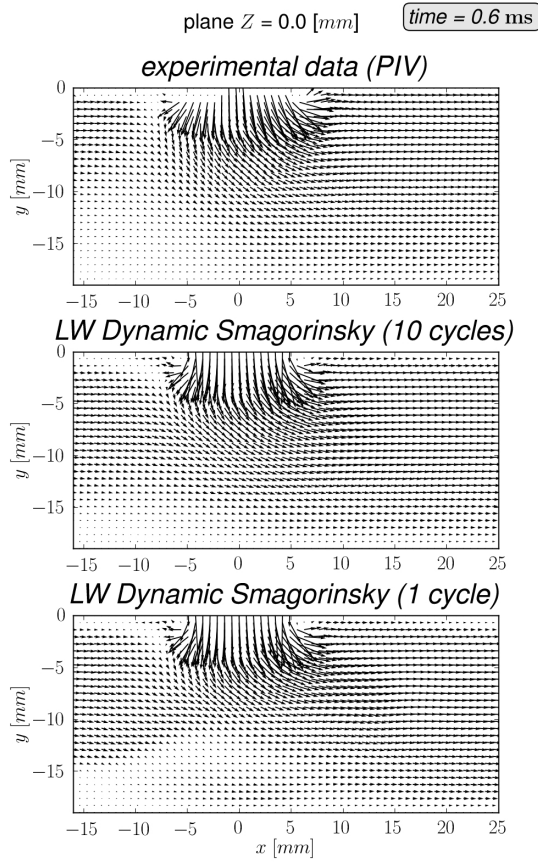 plane Z = 0.0 [mm]
time = 0.6 ms
experimental data (PIV)
0
−5
−10
−15
y [mm]
−15 −10 −5 0 5 10 15 20 25
LW Dynamic Smagorinsky (10 cycles)
0
−5
−10
−15
y [mm]
−15 −10 −5 0 5 10 15 20 25
LW Dynamic Smagorinsky (1 cycle)
0
−5
−10
−15
y [mm]
−15 −10 −5 0 5 10 15 20 25
x [mm]